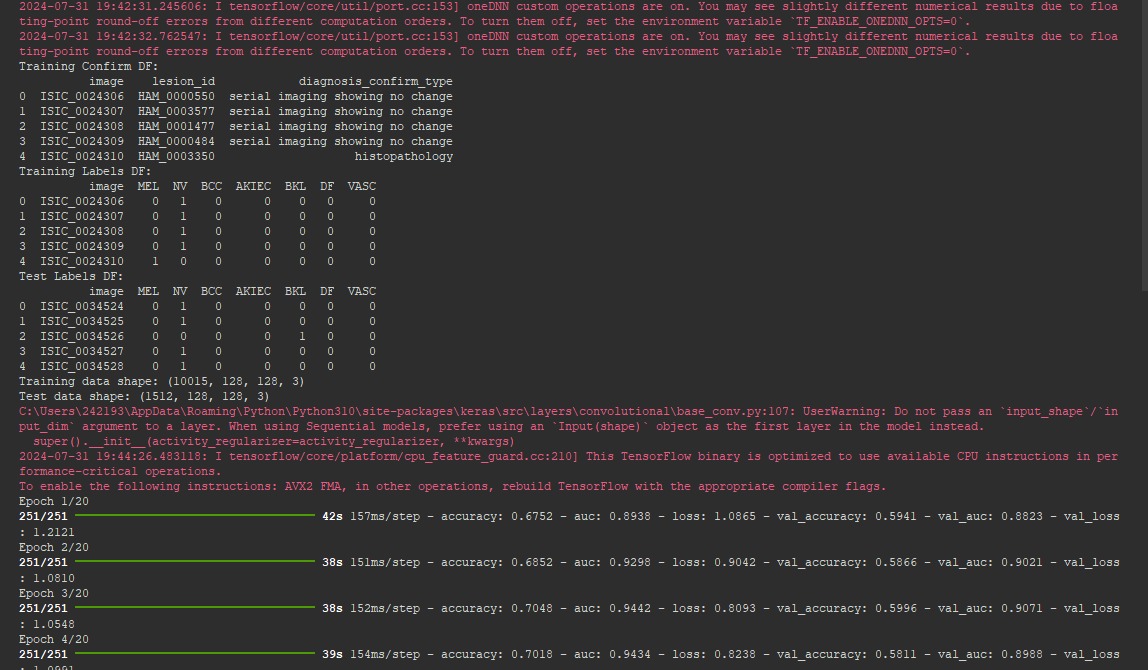 2024-07-31 19:42:31.245606: I tensorflow/core/util/port.cc:153] oneDNN custom operations are on. You may see slightly different numerical results due to floa
ting-point round-off errors from different computation orders. To turn them off, set the environment variable `TF_ENABLE_ONEDNN_OPTS=0`.
2024-07-31 19:42:32.762547: I tensorflow/core/util/port.cc:153] oneDNN custom operations are on. You may see slightly different numerical results due to floa
ting-point round-off errors from different computation orders. To turn them off, set the environment variable `TF_ENABLE_ONEDNN_OPTS=0`.
Training Confirm DF:
image lesion_id diagnosis_confirm_type
0 ISIC_0024306 HAM_0000550 serial imaging showing no change
1 ISIC_0024307 HAM_0003577 serial imaging showing no change
2 ISIC_0024308 HAM_0001477 serial imaging showing no change
3 ISIC_0024309 HAM_0000484 serial imaging showing no change
4 ISIC_0024310 HAM_0003350 histopathology
Training Labels DF:
image MEL NV BCC AKIEC BKL DF VASC
0 ISIC_0024306 0 1 0 0 0 0 0
1 ISIC_0024307 0 1 0 0 0 0 0
2 ISIC_0024308 0 1 0 0 0 0 0
3 ISIC_0024309 0 1 0 0 0 0 0
4 ISIC_0024310 1 0 0 0 0 0 0
Test Labels DF:
image MEL NV BCC AKIEC BKL DF VASC
0 ISIC_0034524 0 1 0 0 0 0 0
1 ISIC_0034525 0 1 0 0 0 0 0
2 ISIC_0034526 0 0 0 0 1 0 0
3 ISIC_0034527 0 1 0 0 0 0 0
4 ISIC_0034528 0 1 0 0 0 0 0
Training data shape: (10015, 128, 128, 3)
Test data shape: (1512, 128, 128, 3)
C:\Users\242193\AppData\Roaming\Python\Python310\site-packages\keras\src\layers\convolutional\base_conv.py:107: UserWarning: Do not pass an `input_shape`/`in
put_dim` argument to a layer. When using Sequential models, prefer using an `Input(shape)` object as the first layer in the model instead.
super().__init__(activity_regularizer=activity_regularizer, **kwargs)
2024-07-31 19:44:26.483118: I tensorflow/core/platform/cpu_feature_guard.cc:210] This TensorFlow binary is optimized to use available CPU instructions in per
formance-critical operations.
To enable the following instructions: AVX2 FMA, in other operations, rebuild TensorFlow with the appropriate compiler flags.
Epoch 1/20
251/251 42s 157ms/step - accuracy: 0.6752 - auc: 0.8938 - loss: 1.0865 - val_accuracy: 0.5941 - val_auc: 0.8823 - val_loss
: 1.2121
Epoch 2/20
251/251 38s 151ms/step - accuracy: 0.6852 - auc: 0.9298 - loss: 0.9042 - val_accuracy: 0.5866 - val_auc: 0.9021 - val_loss
: 1.0810
Epoch 3/20
251/251 38s 152ms/step - accuracy: 0.7048 - auc: 0.9442 - loss: 0.8093 - val_accuracy: 0.5996 - val_auc: 0.9071 - val_loss
: 1.0548
Epoch 4/20
251/251 39s 154ms/step - accuracy: 0.7018 - auc: 0.9434 - loss: 0.8238 - val_accuracy: 0.5811 - val_auc: 0.8988 - val_loss